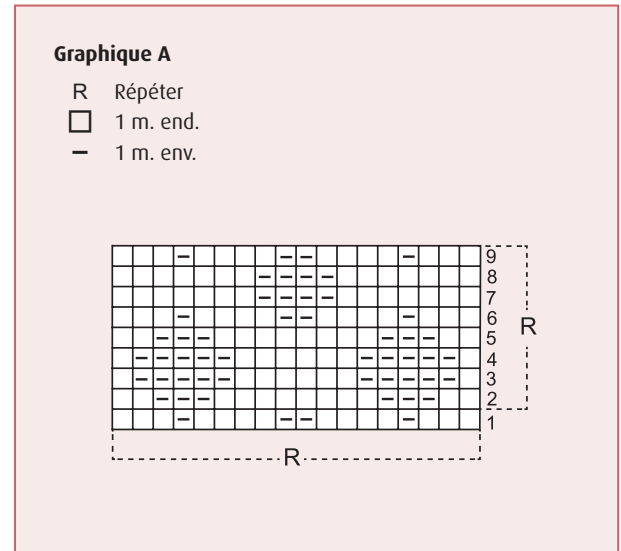 Graphique A
R Répéter
1 m. end.
– 1 m. env.
9
8
7
6
R
5
4
3
2
1
R